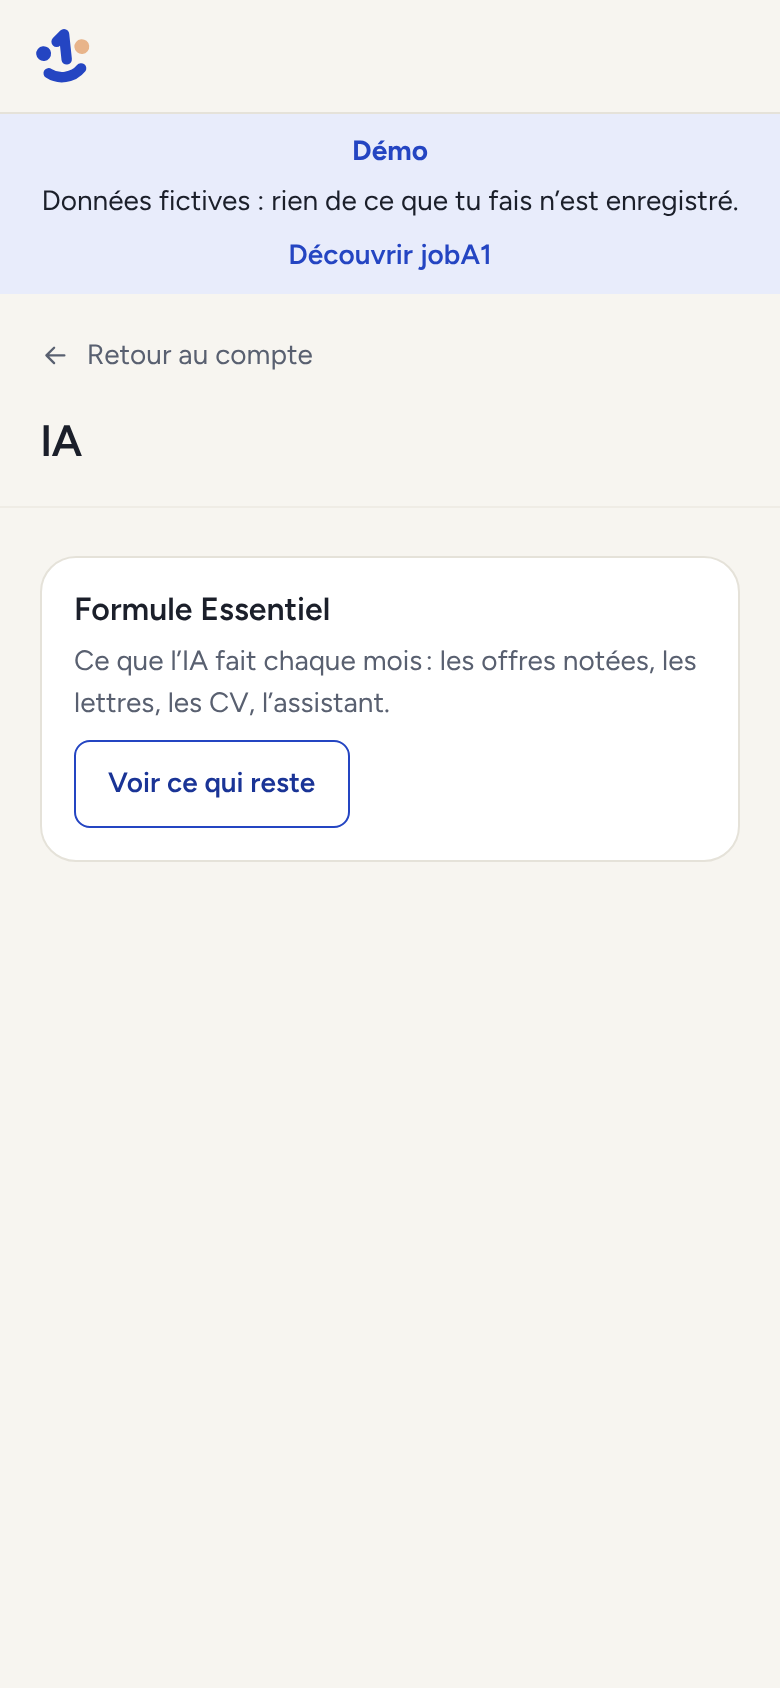 Démo
Données fictives : rien de ce que tu fais n’est enregistré.
Découvrir jobA1
← Retour au compte
IA
Formule Essentiel
Ce que l’IA fait chaque mois : les offres notées, les
lettres, les CV, l’assistant.
Voir ce qui reste